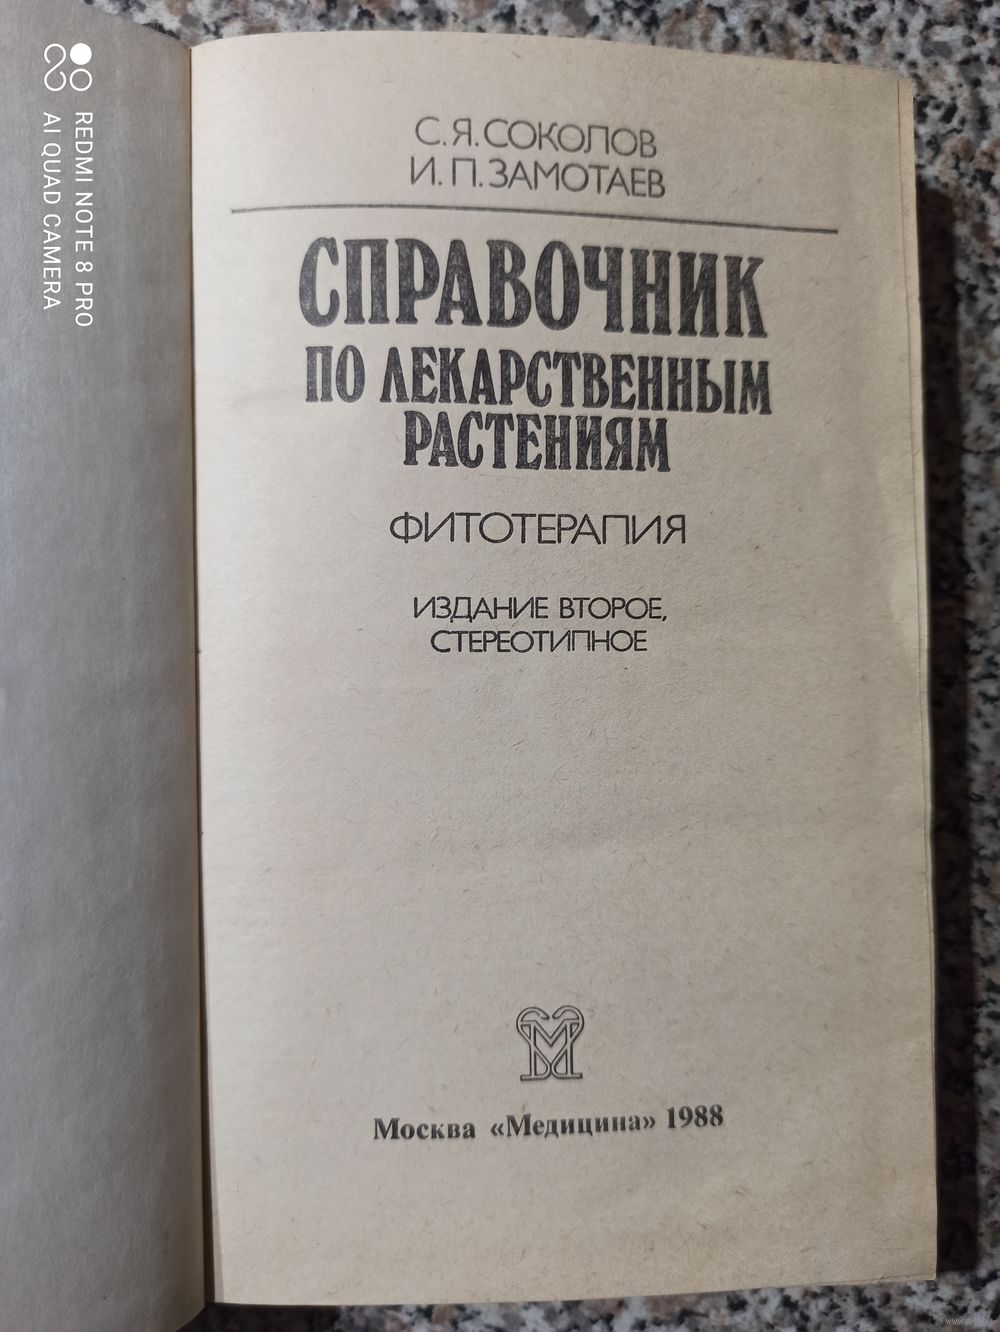 REDMI NOTE 8 PRO
AI QUAD CAMERA
С.Я.СОКОЛОВ
И.П.ЗАМОТАЕВ
СПРАВОЧНИК
ПО ЛЕКАРСТВЕННЫМ
РАСТЕНИЯМ
ФИТОТЕРАПИЯ
ИЗДАНИЕ ВТОРОЕ,
СТЕРЕОТИПНОЕ
Москва «Медицина» 1988